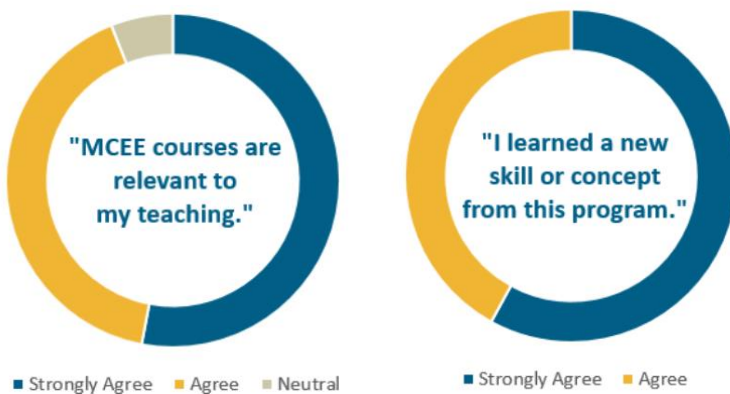 "MCEE courses are
relevant to
my teaching."
Strongly Agree Agree Neutral
"I learned a new
skill or concept
from this program."
Strongly Agree Agree